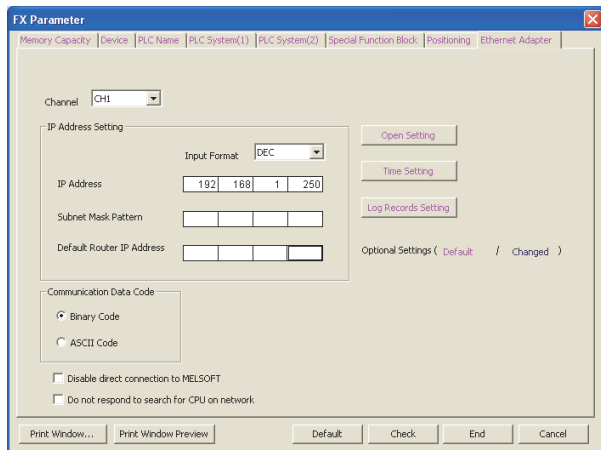 FX Parameter
Memory Capacity Device PLC Name PLC System(1) PLC System(2) Special Function Block Positioning Ethernet Adapter
Channel CH1
IP Address Setting
Input Format DEC
IP Address 192 168 1 250
Subnet Mask Pattern
Default Router IP Address
Open Setting
Time Setting
Log Records Setting
Optional Settings ( Default / Changed )
Communication Data Code
Binary Code
ASCII Code
Disable direct connection to MELSOFT
Do not respond to search for CPU on network
Print Window... Print Window Preview Default Check End Cancel